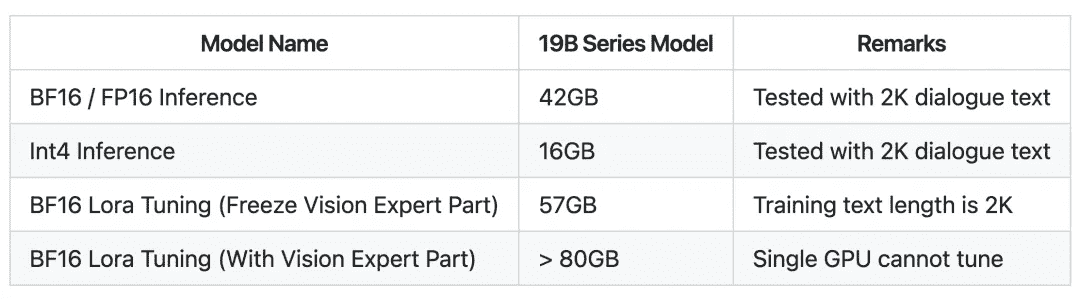 Model Name 19B Series Model Remarks
BF16 / FP16 Inference 42GB Tested with 2K dialogue text
Int4 Inference 16GB Tested with 2K dialogue text
BF16 Lora Tuning (Freeze Vision Expert Part) 57GB Training text length is 2K
BF16 Lora Tuning (With Vision Expert Part) > 80GB Single GPU cannot tune